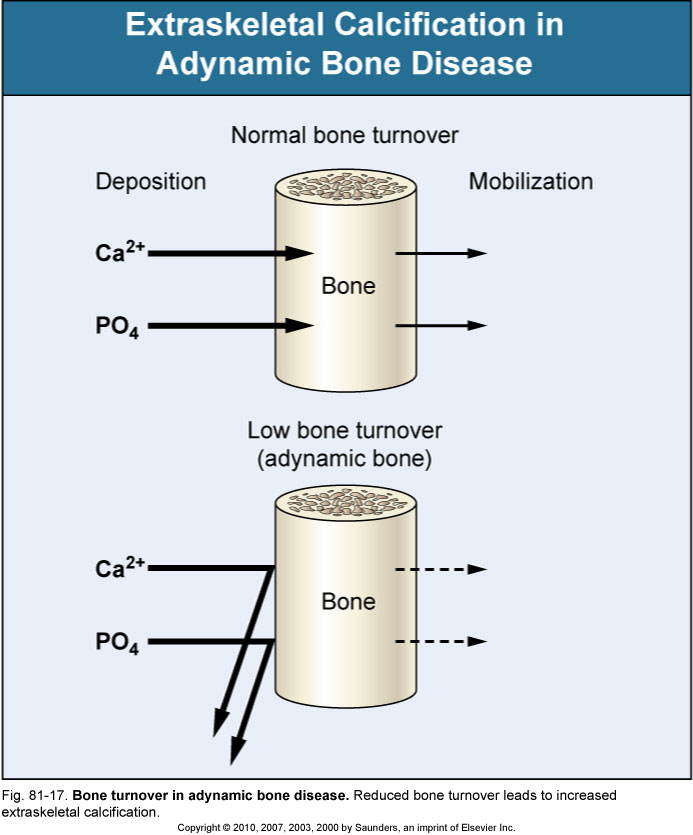 Extraskeletal Calcification in
Adynamic Bone Disease
Normal bone turnover
Deposition
Mobilization
Ca²⁺
Bone
PO₄
Low bone turnover
(adynamic bone)
Ca²⁺
Bone
PO₄
Fig. 81-17. Bone turnover in adynamic bone disease. Reduced bone turnover leads to increased
extraskeletal calcification.
Copyright © 2010, 2007, 2003, 2000 by Saunders, an imprint of Elsevier Inc.